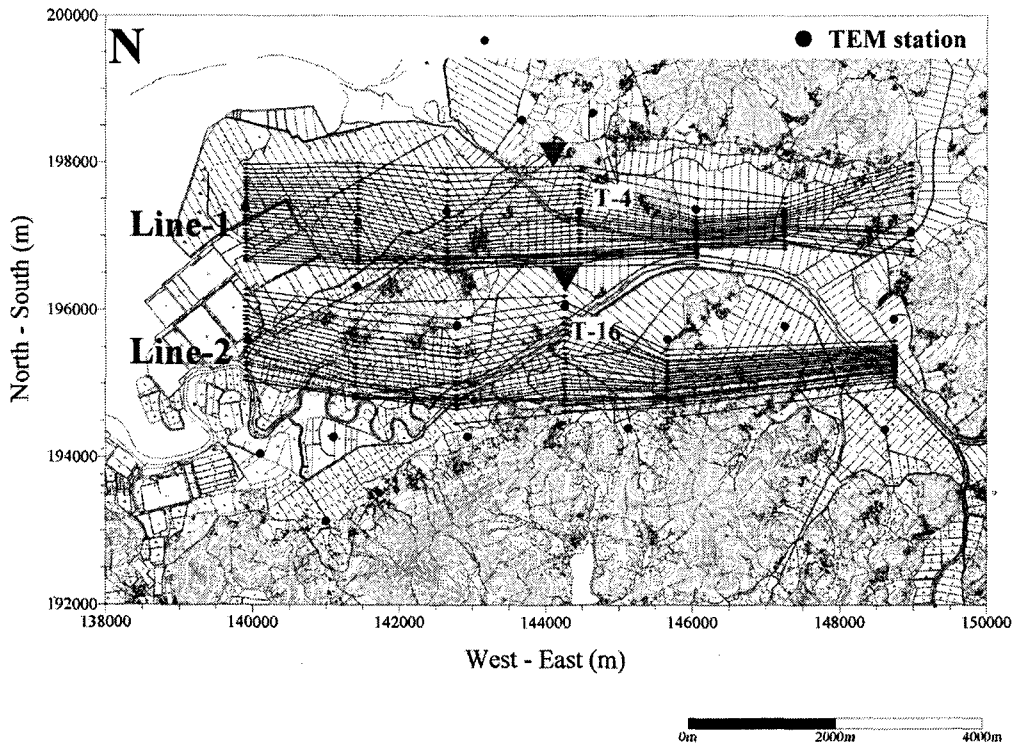 N
TEM station
200000
198000
196000
194000
192000
North - South (m)
Line-1
T-4
Line-2
T-16
138000 140000 142000 144000 146000 148000 150000
West - East (m)
0m 2000m 4000m